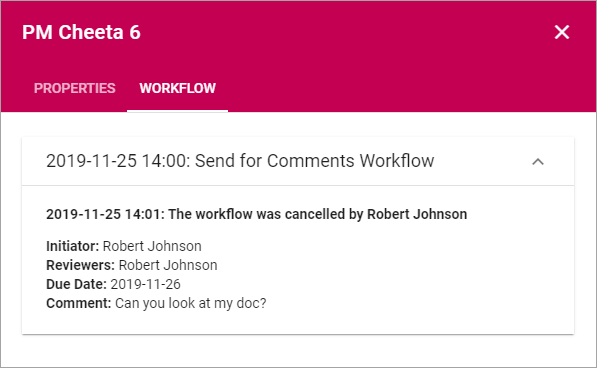 PM Cheeta 6
PROPERTIES WORKFLOW
2019-11-25 14:00: Send for Comments Workflow
2019-11-25 14:01: The workflow was cancelled by Robert Johnson
Initiator: Robert Johnson
Reviewers: Robert Johnson
Due Date: 2019-11-26
Comment: Can you look at my doc?